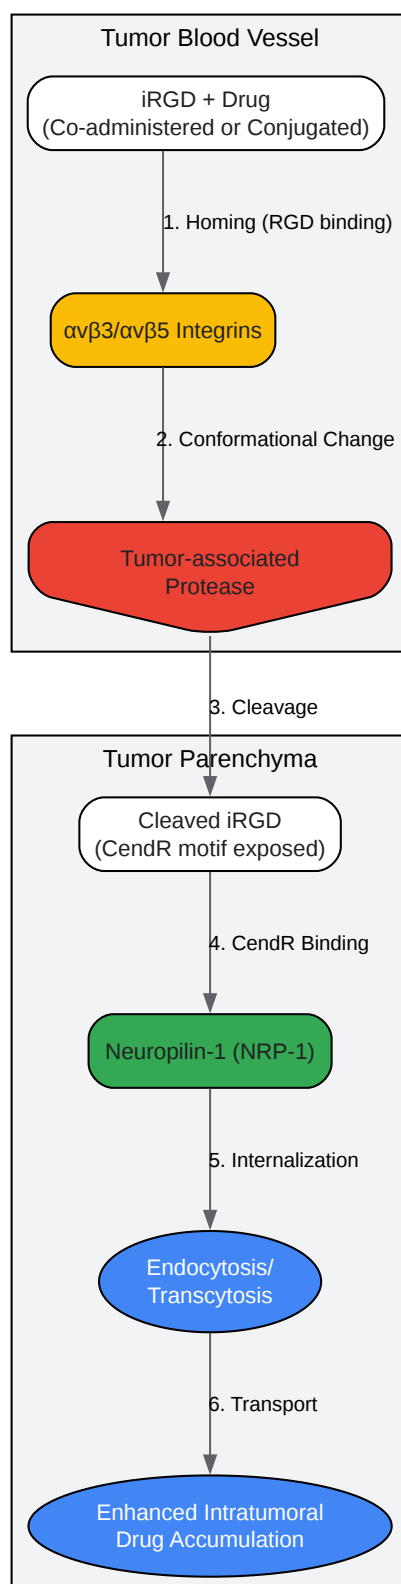 Tumor Blood Vessel
iRGD + Drug
(Co-administered or Conjugated)
1. Homing (RGD binding)
αvβ3/αvβ5 Integrins
2. Conformational Change
Tumor-associated
Protease
3. Cleavage
Tumor Parenchyma
Cleaved iRGD
(CendR motif exposed)
4. CendR Binding
Neuropilin-1 (NRP-1)
5. Internalization
Endocytosis/
Transcytosis
6. Transport
Enhanced Intratumoral
Drug Accumulation